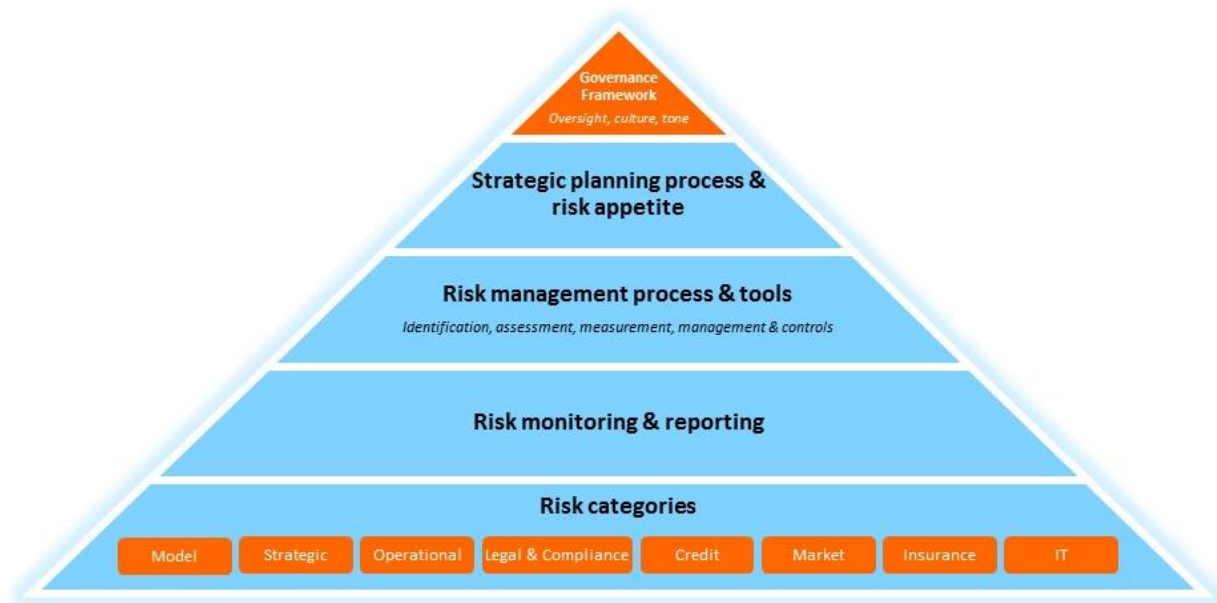 Governance
Framework
Oversight, culture, tone
Strategic planning process &
risk appetite
Risk management process & tools
Identification, assessment, measurement, management & controls
Risk monitoring & reporting
Risk categories
Model
Strategic
Operational
Legal & Compliance
Credit
Market
Insurance
IT